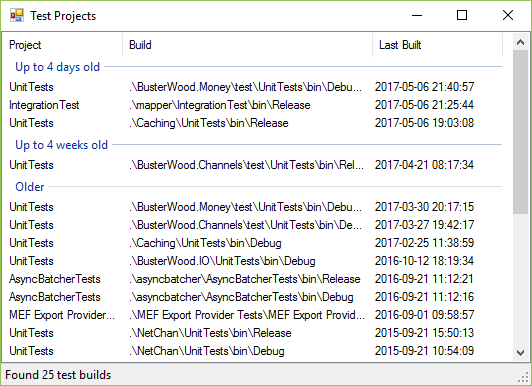 Test Projects
Project Build Last Built
Up to 4 days old
UnitTests .\BusterWood.Money\test\UnitTests\bin\Debu... 2017-05-06 21:40:57
IntegrationTest .\mapper\IntegrationTest\bin\Release 2017-05-06 21:25:44
UnitTests .\Caching\UnitTests\bin\Release 2017-05-06 19:03:08
Up to 4 weeks old
UnitTests .\BusterWood.Channels\test\UnitTests\bin\Rel... 2017-04-21 08:17:34
Older
UnitTests .\BusterWood.Money\test\UnitTests\bin\Debu... 2017-03-30 20:17:15
UnitTests .\BusterWood.Channels\test\UnitTests\bin\De... 2017-03-27 19:42:17
UnitTests .\Caching\UnitTests\bin\Debug 2017-02-25 11:38:59
UnitTests .\BusterWood.IO\UnitTests\bin\Debug 2016-10-12 18:19:34
AsyncBatcherTests .\asyncbatcher\AsyncBatcherTests\bin\Release 2016-09-21 11:12:21
AsyncBatcherTests .\asyncbatcher\AsyncBatcherTests\bin\Debug 2016-09-21 11:12:16
MEF Export Provider... .\MEF Export Provider Tests\MEF Export Provider... 2016-09-01 09:58:57
UnitTests .\NetChan\UnitTests\bin\Release 2015-09-21 15:50:13
UnitTests .\NetChan\UnitTests\bin\Debug 2015-09-21 10:54:09
Found 25 test builds